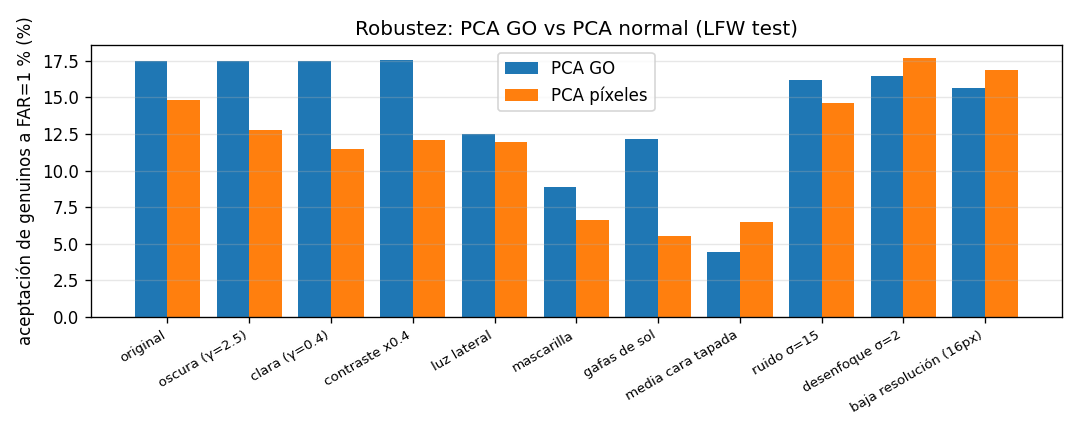 Robustez: PCA GO vs PCA normal (LFW test)
aceptación de genuinos a FAR=1 % (%)
17.5
15.0
12.5
10.0
7.5
5.0
2.5
0.0
PCA GO
PCA píxeles
original
oscura (γ=2.5)
clara (γ=0.4)
contraste x0.4
luz lateral
mascarilla
gafas de sol
media cara tapada
ruido σ=15
desenfoque σ=2
baja resolución (16px)